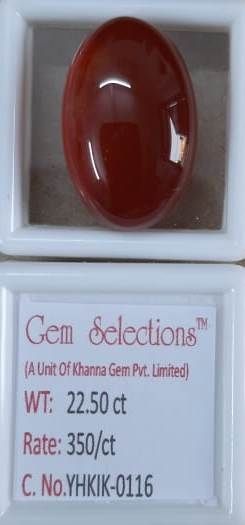 Gem Selections™
(A Unit Of Khanna Gem Pvt. Limited)
WT: 22.50 ct
Rate: 350/ct
C. No.YHKIK-0116